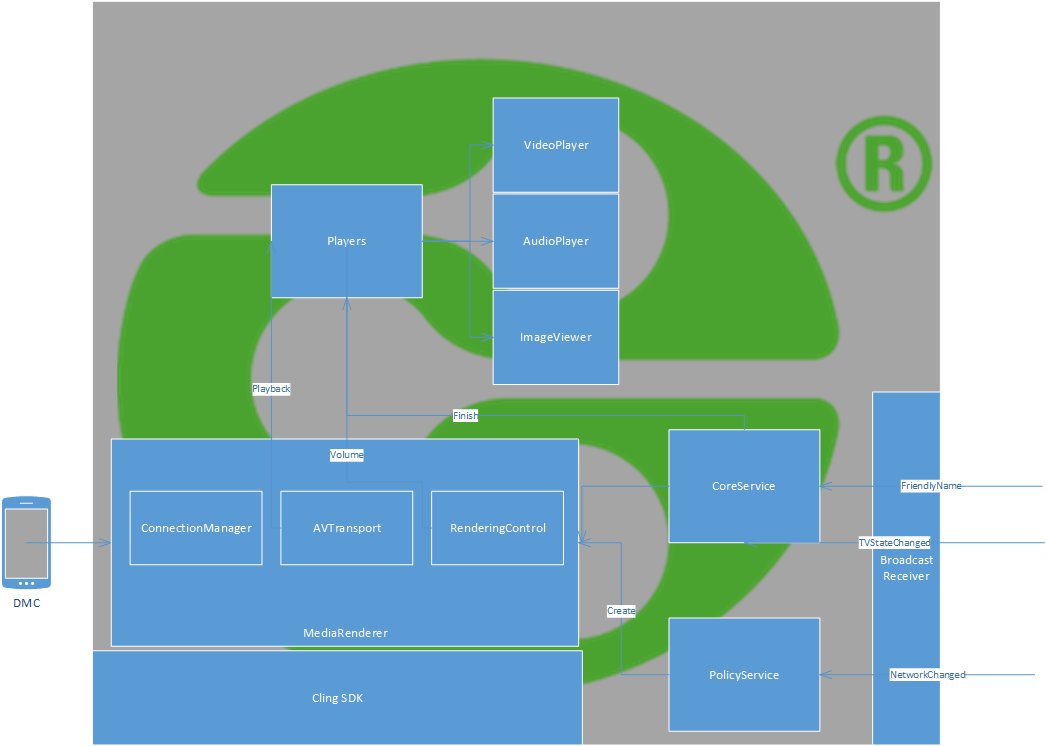 ®
VideoPlayer
Players
AudioPlayer
ImageViewer
Playback
Finish
Volume
CoreService
FriendlyName
ConnectionManager
AVTransport
RenderingControl
TVStateChanged
Broadcast
Receiver
DMC
Create
MediaRenderer
PolicyService
NetworkChanged
Cling SDK